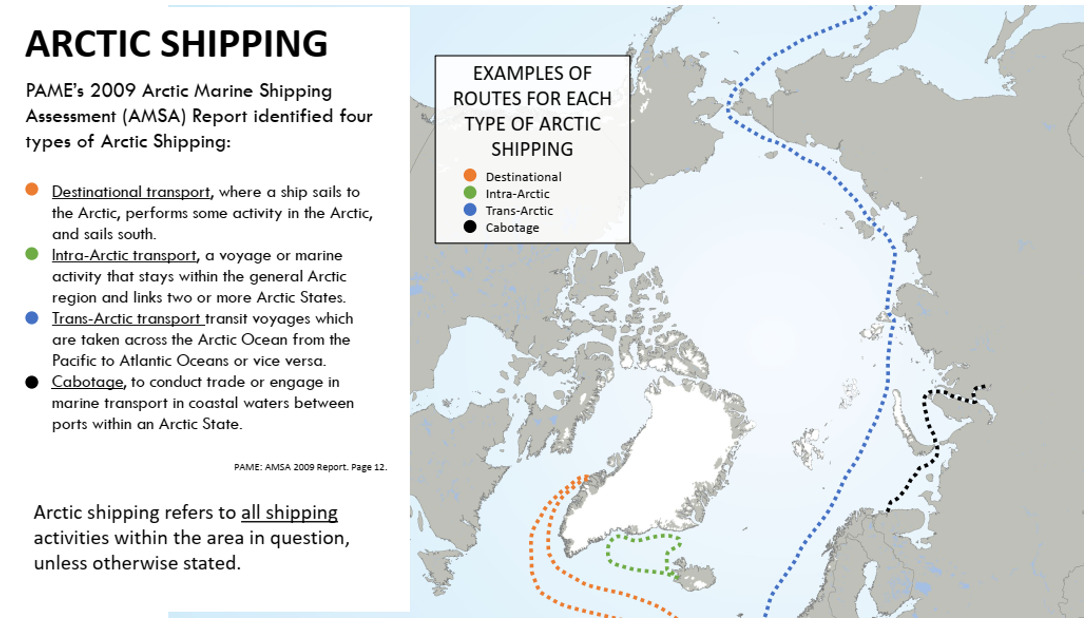 ARCTIC SHIPPING
PAME's 2009 Arctic Marine Shipping
Assessment (AMSA) Report identified four
types of Arctic Shipping:
Destinational transport, where a ship sails to
the Arctic, performs some activity in the Arctic,
and sails south.
Intra-Arctic transport, a voyage or marine
activity that stays within the general Arctic
region and links two or more Arctic States.
Trans-Arctic transport transit voyages which
are taken across the Arctic Ocean from the
Pacific to Atlantic Oceans or vice versa.
Cabotage, to conduct trade or engage in
marine transport in coastal waters between
ports within an Arctic State.
PAME: AMSA 2009 Report. Page 12.
Arctic shipping refers to all shipping
activities within the area in question,
unless otherwise stated.
EXAMPLES OF
ROUTES FOR EACH
TYPE OF ARCTIC
SHIPPING
Destinational
Intra-Arctic
Trans-Arctic
Cabotage